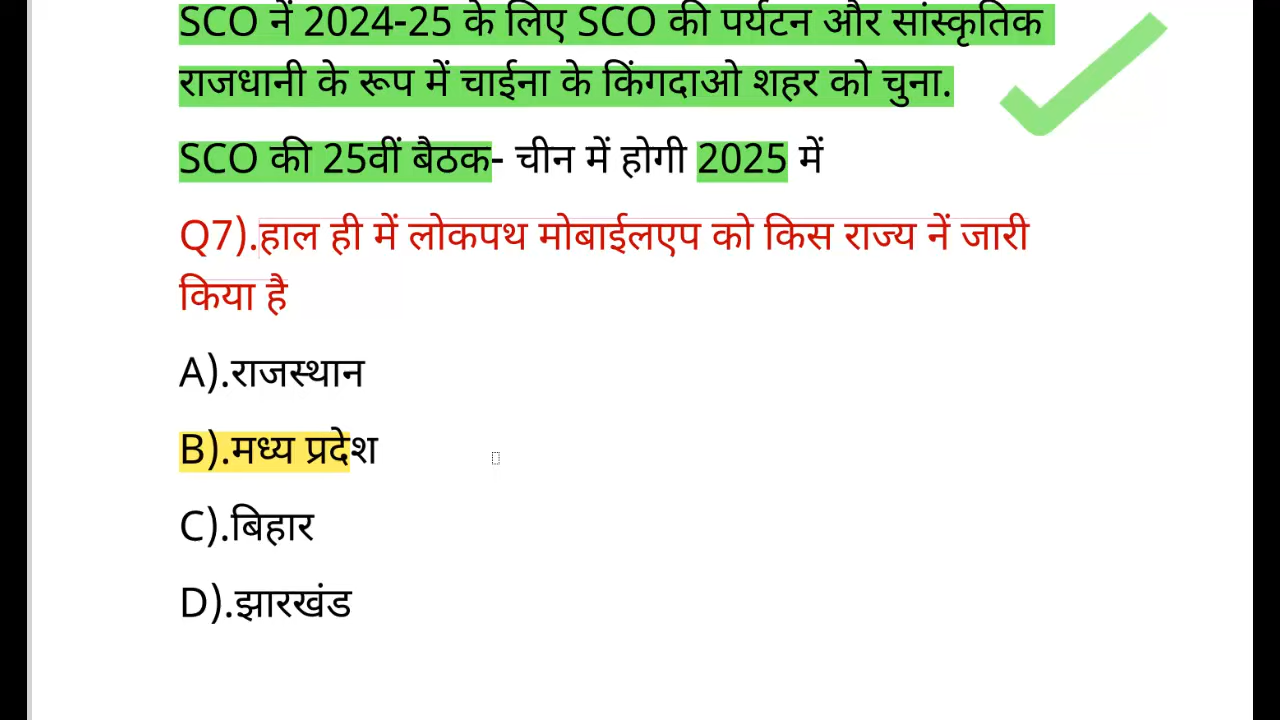 SCO नें 2024-25 के लिए SCO की पर्यटन और सांस्कृतिक
राजधानी के रूप में चाईना के किंगदाओ शहर को चुना.
SCO की 25वीं बैठक- चीन में होगी 2025 में
Q7).हाल ही में लोकपथ मोबाईलएप को किस राज्य नें जारी
किया है
A).राजस्थान
B).मध्य प्रदेश
C).बिहार
D).झारखंड